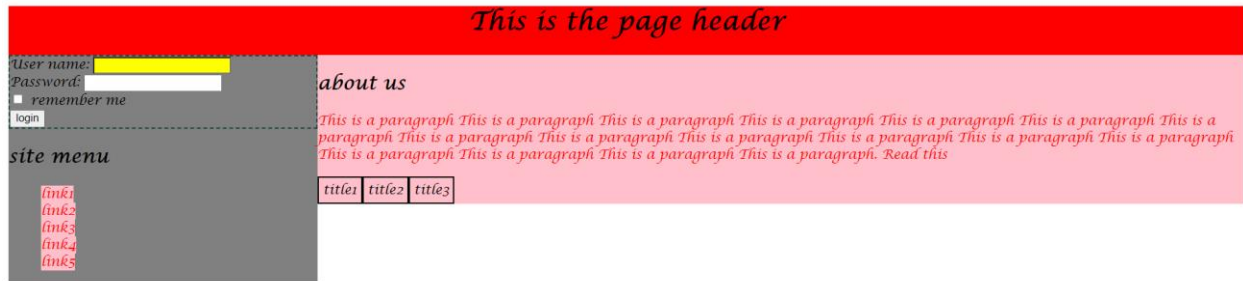 This is the page header
User name:
Password:
remember me
login
site menu
link1
link2
link3
link4
link5
about us
This is a paragraph This is a paragraph This is a paragraph This is a paragraph This is a paragraph This is a paragraph This is a
paragraph This is a paragraph This is a paragraph This is a paragraph This is a paragraph This is a paragraph This is a paragraph
This is a paragraph This is a paragraph This is a paragraph This is a paragraph. Read this
title1 title2 title3